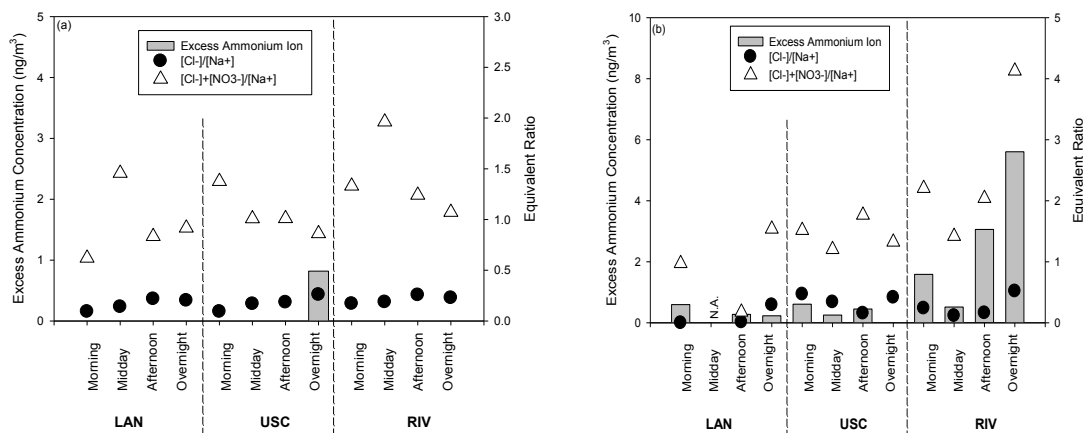 (a)
Excess Ammonium Ion
[Cl-]/[Na+]
[Cl-]+[NO3-]/[Na+]
Excess Ammonium Concentration (ng/m³)
5
4
3
2
1
0
Equivalent Ratio
3.0
2.5
2.0
1.5
1.0
0.5
0.0
Morning
Midday
Afternoon
Overnight
Morning
Midday
Afternoon
Overnight
Morning
Midday
Afternoon
Overnight
LAN
USC
RIV
(b)
Excess Ammonium Ion
[Cl-]/[Na+]
[Cl-]+[NO3-]/[Na+]
Excess Ammonium Concentration (ng/m³)
10
8
6
4
2
0
N.A.
Equivalent Ratio
5
4
3
2
1
0
Morning
Midday
Afternoon
Overnight
Morning
Midday
Afternoon
Overnight
Morning
Midday
Afternoon
Overnight
LAN
USC
RIV